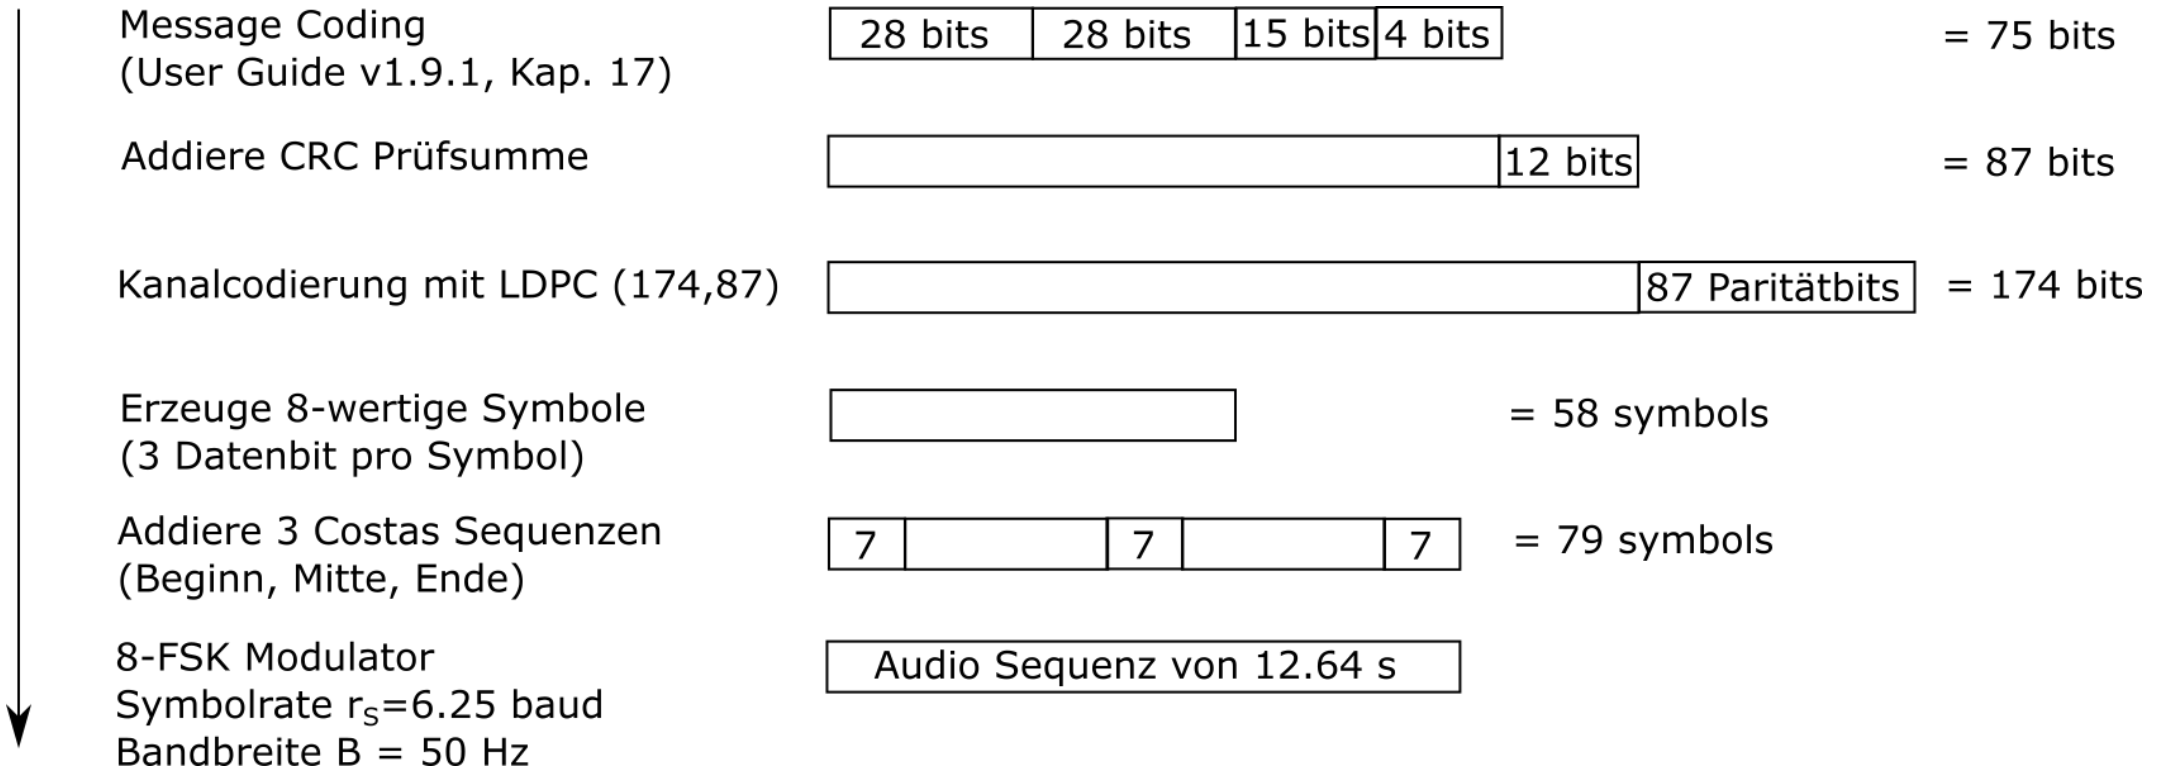 Message Coding
(User Guide v1.9.1, Kap. 17)
28 bits 28 bits 15 bits 4 bits = 75 bits
Addiere CRC Prüfsumme 12 bits = 87 bits
Kanalcodierung mit LDPC (174,87) 87 Paritätbits = 174 bits
Erzeuge 8-wertige Symbole
(3 Datenbit pro Symbol)
= 58 symbols
Addiere 3 Costas Sequenzen
(Beginn, Mitte, Ende)
7 7 7 = 79 symbols
8-FSK Modulator
Symbolrate rS=6.25 baud
Bandbreite B = 50 Hz
Audio Sequenz von 12.64 s